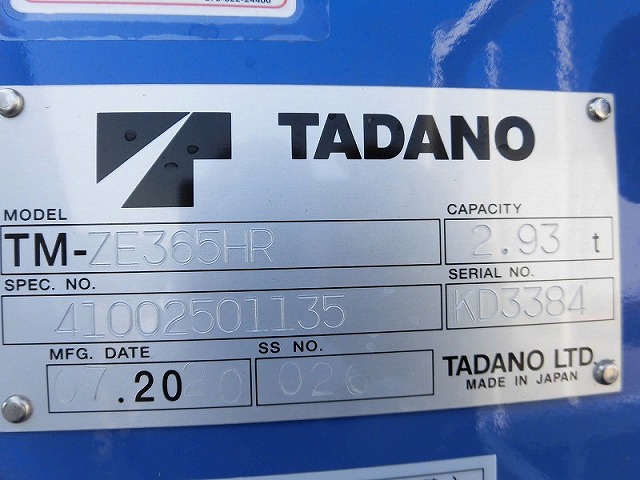 TADANO
MODEL
TM-ZE365HR
CAPACITY
2.93 t
SPEC. NO.
41002501135
SERIAL NO.
KD3384
MFG. DATE
07.2020
SS NO.
026
TADANO LTD.
MADE IN JAPAN